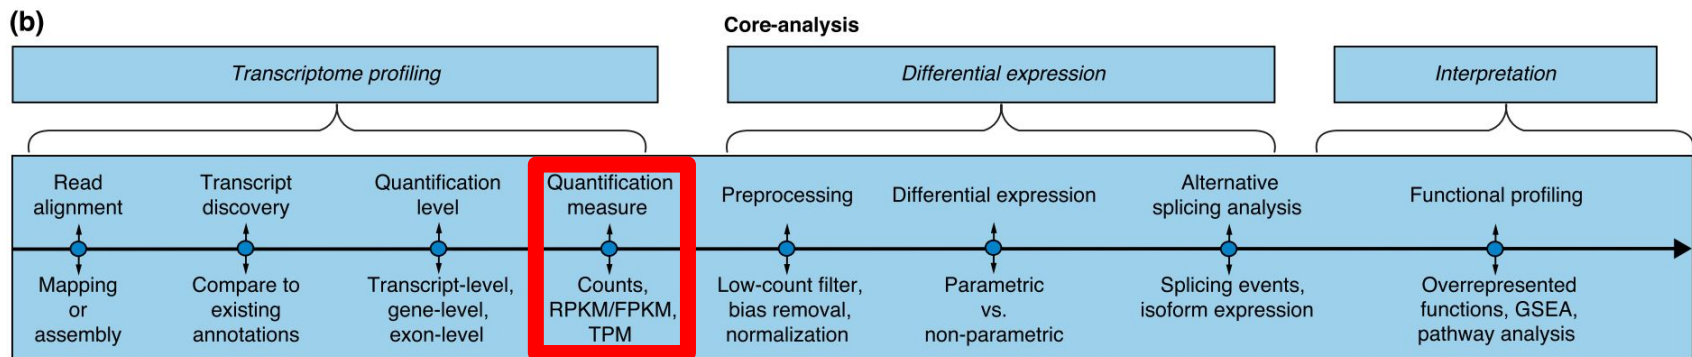 (b)
Core-analysis
Transcriptome profiling
Differential expression
Interpretation
Read
alignment
Transcript
discovery
Quantification
level
Quantification
measure
Preprocessing
Differential expression
Alternative
splicing analysis
Functional profiling
Mapping
or
assembly
Compare to
existing
annotations
Transcript-level,
gene-level,
exon-level
Counts,
RPKM/FPKM,
TPM
Low-count filter,
bias removal,
normalization
Parametric
vs.
non-parametric
Splicing events,
isoform expression
Overrepresented
functions, GSEA,
pathway analysis